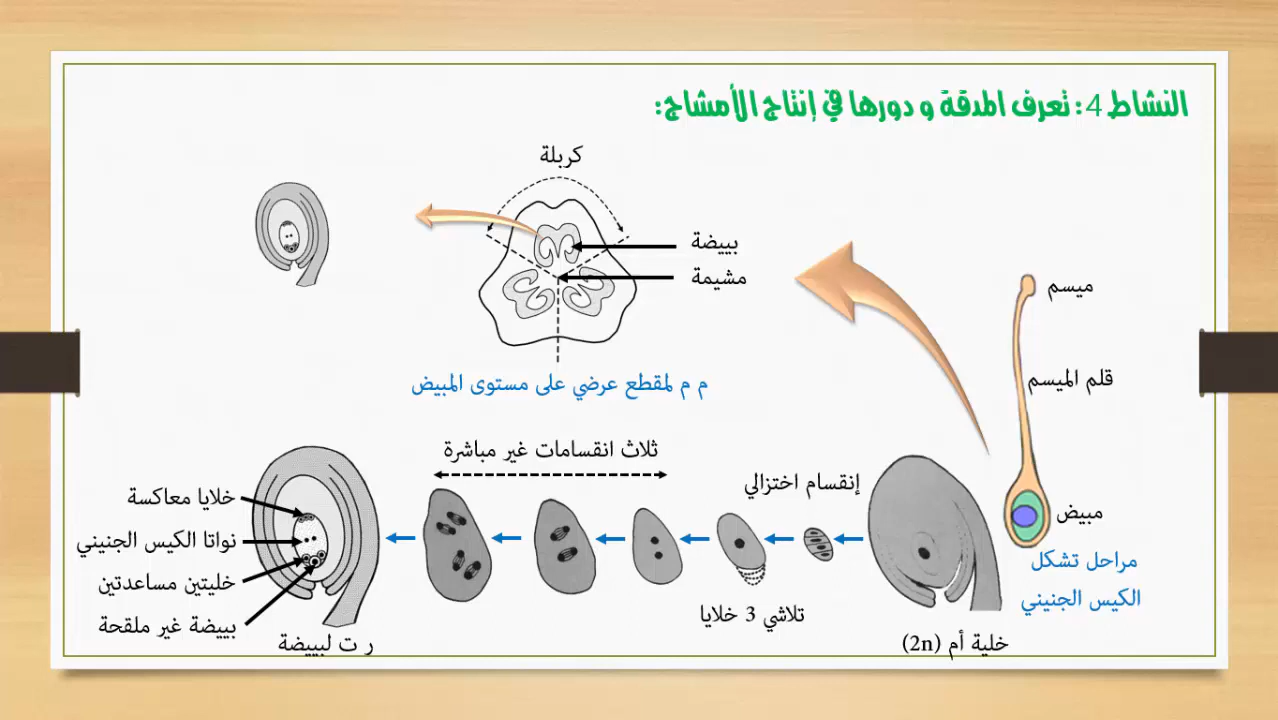 النشاط 4: تعرف المدقة و دورها في إنتاج الأمشاج:
كربلة
بييضة
مشيمة
م م لمقطع عرضي على مستوى المبيض
ميسم
قلم الميسم
مبيض
مراحل تشكل
الكيس الجنيني
خلية أم (2n)
إنقسام اختزالي
تلاشي 3 خلايا
ثلاث انقسامات غير مباشرة
خلايا معاكسة
نواتا الكيس الجنيني
خليتين مساعدتين
بييضة غير ملقحة
ر ت لبييضة